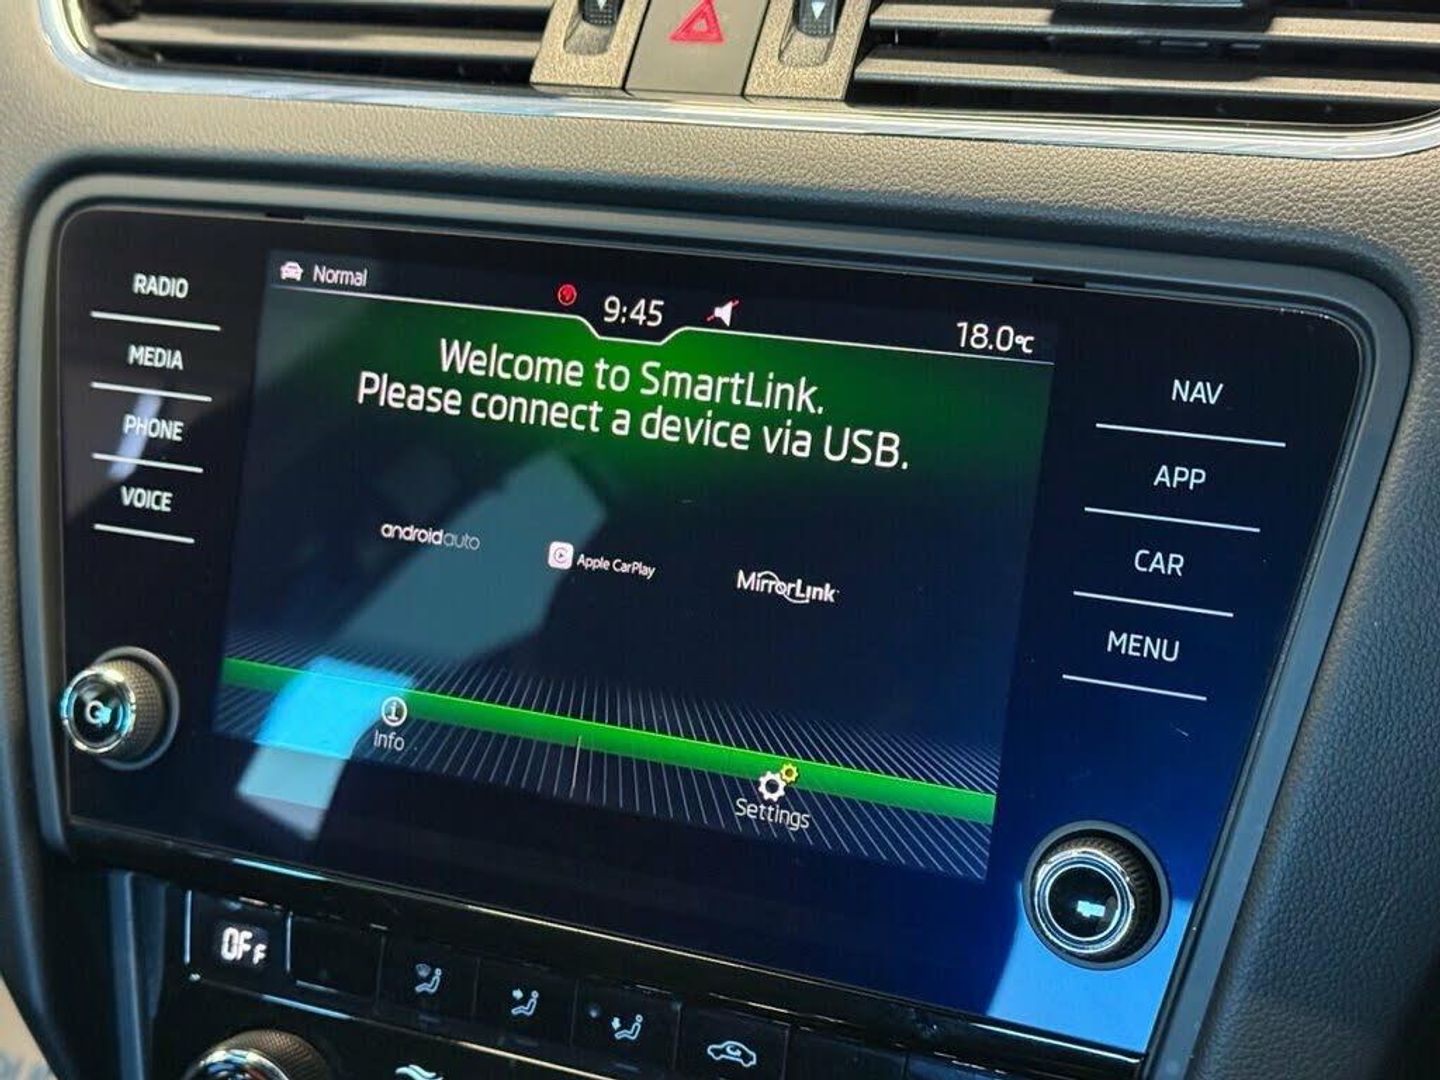 RADIO
MEDIA
PHONE
VOICE
Normal
9:45
18.0°C
Welcome to SmartLink.
Please connect a device via USB.
androidauto
Apple CarPlay
MirrorLink
Info
Settings
NAV
APP
CAR
MENU
OFF